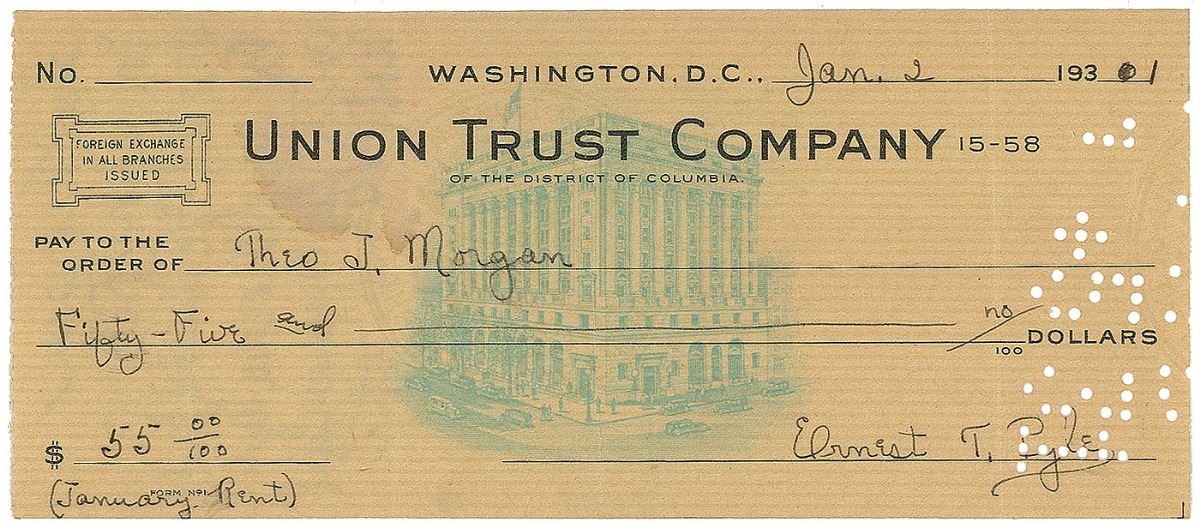 No. WASHINGTON, D.C., Jan. 2 19301
FOREIGN EXCHANGE
IN ALL BRANCHES
ISSUED
UNION TRUST COMPANY 15-58
OF THE DISTRICT OF COLUMBIA.
PAY TO THE
ORDER OF Theo J. Morgan
Fifty-Five and no/100 DOLLARS
$ 55 00/100 Ernest T. Pyle
FORM NO1
(January Rent)